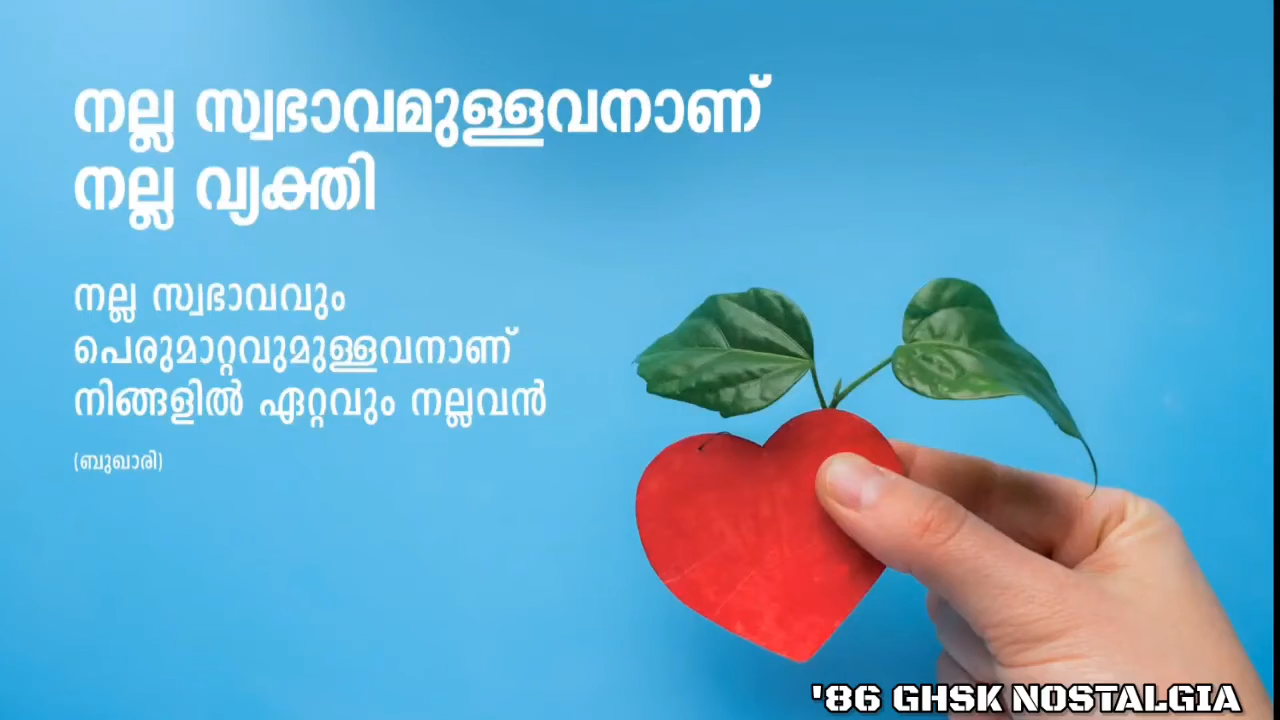 നല്ല സ്വഭാവമുള്ളവനാണ്
നല്ല വ്യക്തി
നല്ല സ്വഭാവവും
പെരുമാറ്റവുമുള്ളവനാണ്
നിങ്ങളിൽ ഏറ്റവും നല്ലവൻ
(ബുഖാരി)
'86 GHSK NOSTALGIA